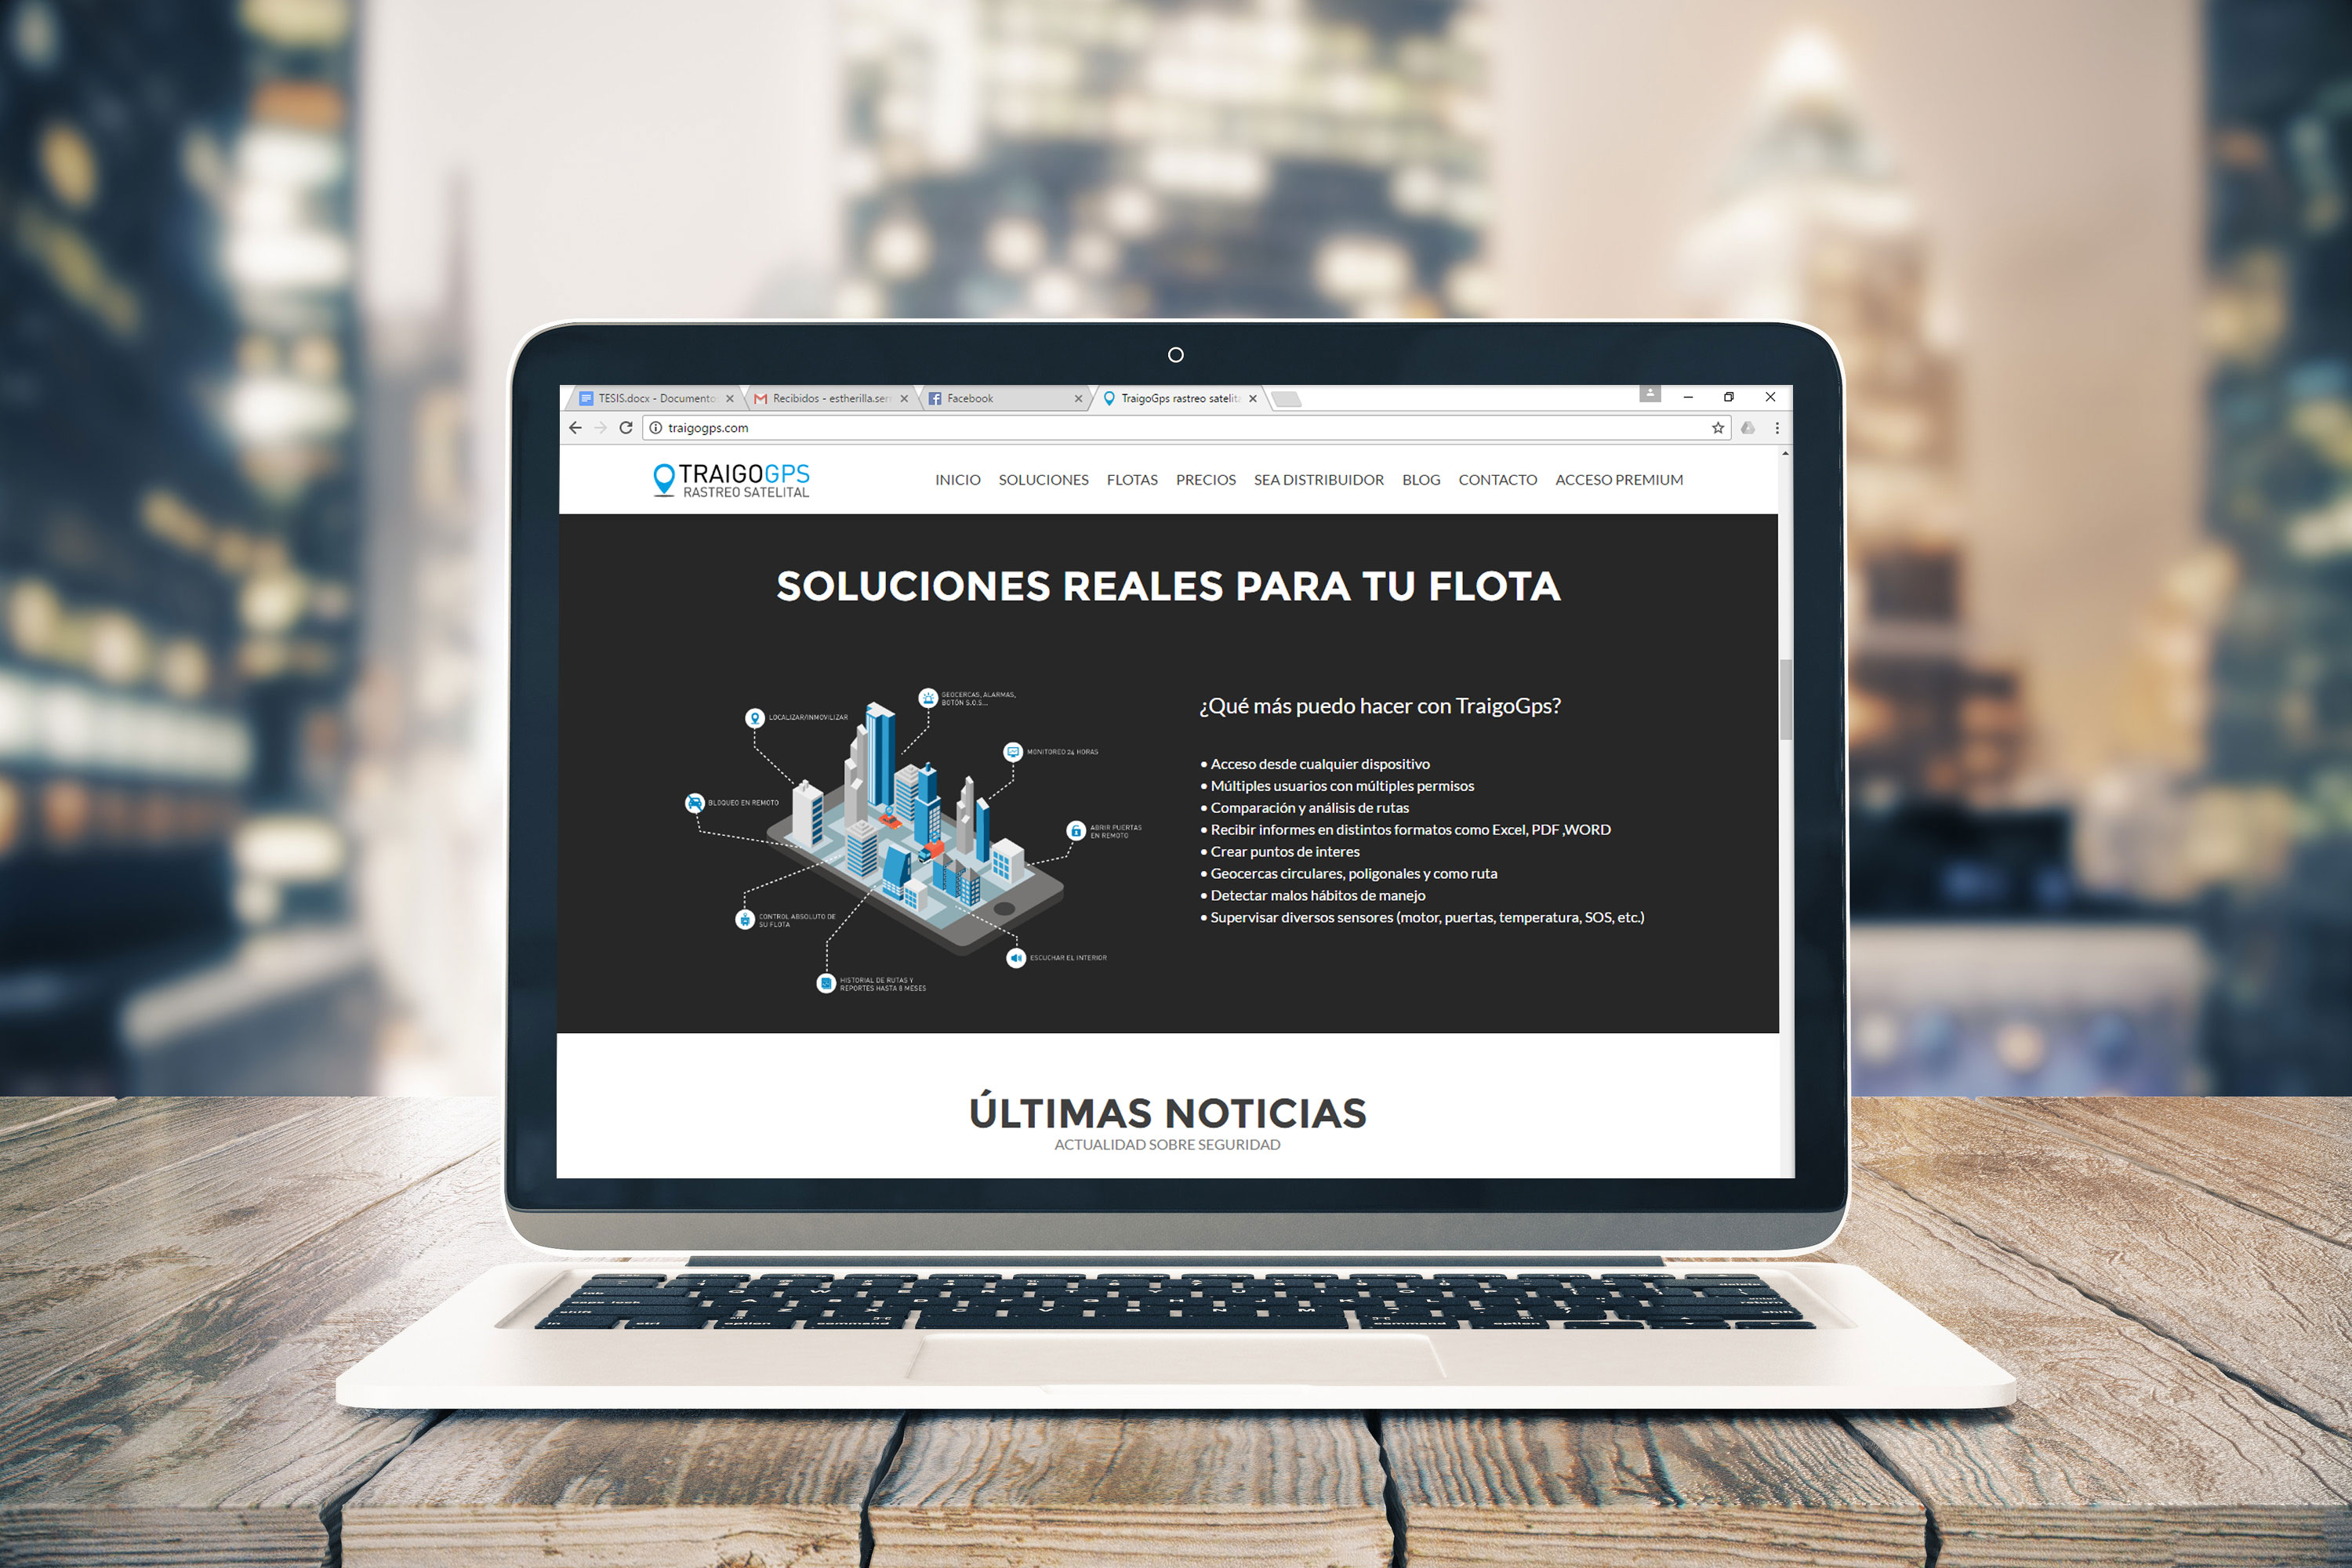 TESIS.docx - Documento
Recibidos - estherilla.ser
Facebook
TraigoGps rastreo satelit
traigogps.com
TRAIGOGPS
RASTREO SATELITAL
INICIO SOLUCIONES FLOTAS PRECIOS SEA DISTRIBUIDOR BLOG CONTACTO ACCESO PREMIUM
SOLUCIONES REALES PARA TU FLOTA
GEOCERCAS, ALARMAS,
BOTÓN S.O.S...
LOCALIZAR/INMOVILIZAR
MONITOREO 24 HORAS
BLOQUEO EN REMOTO
ABRIR PUERTAS
EN REMOTO
CONTROL ABSOLUTO DE
SU FLOTA
ESCUCHAR EL INTERIOR
HISTORIAL DE RUTAS Y
REPORTES HASTA 8 MESES
¿Qué más puedo hacer con TraigoGps?
• Acceso desde cualquier dispositivo
• Múltiples usuarios con múltiples permisos
• Comparación y análisis de rutas
• Recibir informes en distintos formatos como Excel, PDF ,WORD
• Crear puntos de interes
• Geocercas circulares, poligonales y como ruta
• Detectar malos hábitos de manejo
• Supervisar diversos sensores (motor, puertas, temperatura, SOS, etc.)
ÚLTIMAS NOTICIAS
ACTUALIDAD SOBRE SEGURIDAD
command
option
command
option